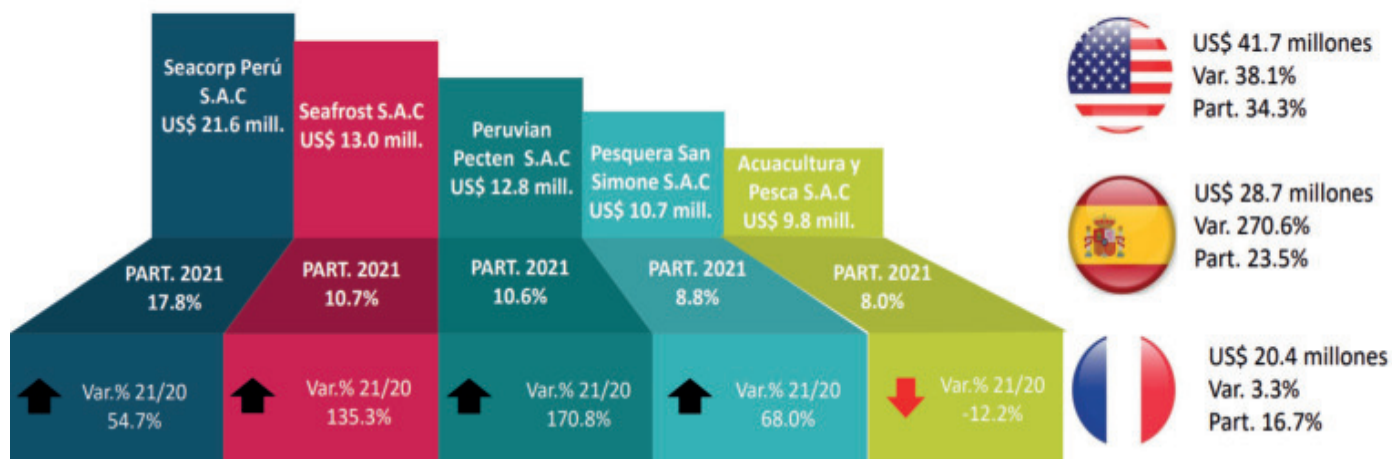 Seacorp Perú
S.A.C
US$ 21.6 mill.
Seafrost S.A.C
US$ 13.0 mill.
Peruvian
Pecten S.A.C
US$ 12.8 mill.
Pesquera San
Simone S.A.C
US$ 10.7 mill.
Acuacultura y
Pesca S.A.C
US$ 9.8 mill.
PART. 2021
17.8%
PART. 2021
10.7%
PART. 2021
10.6%
PART. 2021
8.8%
PART. 2021
8.0%
Var.% 21/20
54.7%
Var.% 21/20
135.3%
Var.% 21/20
170.8%
Var.% 21/20
68.0%
Var.% 21/20
-12.2%
US$ 41.7 millones
Var. 38.1%
Part. 34.3%
US$ 28.7 millones
Var. 270.6%
Part. 23.5%
US$ 20.4 millones
Var. 3.3%
Part. 16.7%